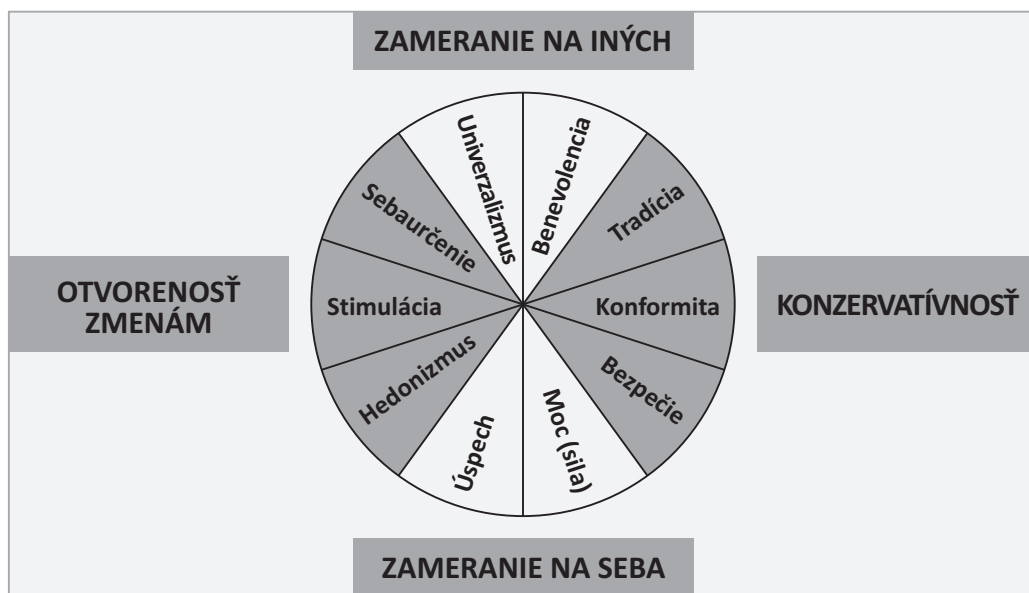 ZAMERANIE NA INÝCH
Univerzalizmus
Benevolencia
Sebaurčenie
Tradícia
OTVORENOSŤ
ZMENÁM
Stimulácia
Konformita
KONZERVATÍVNOSŤ
Hedonizmus
Bezpečie
Úspech
Moc (sila)
ZAMERANIE NA SEBA